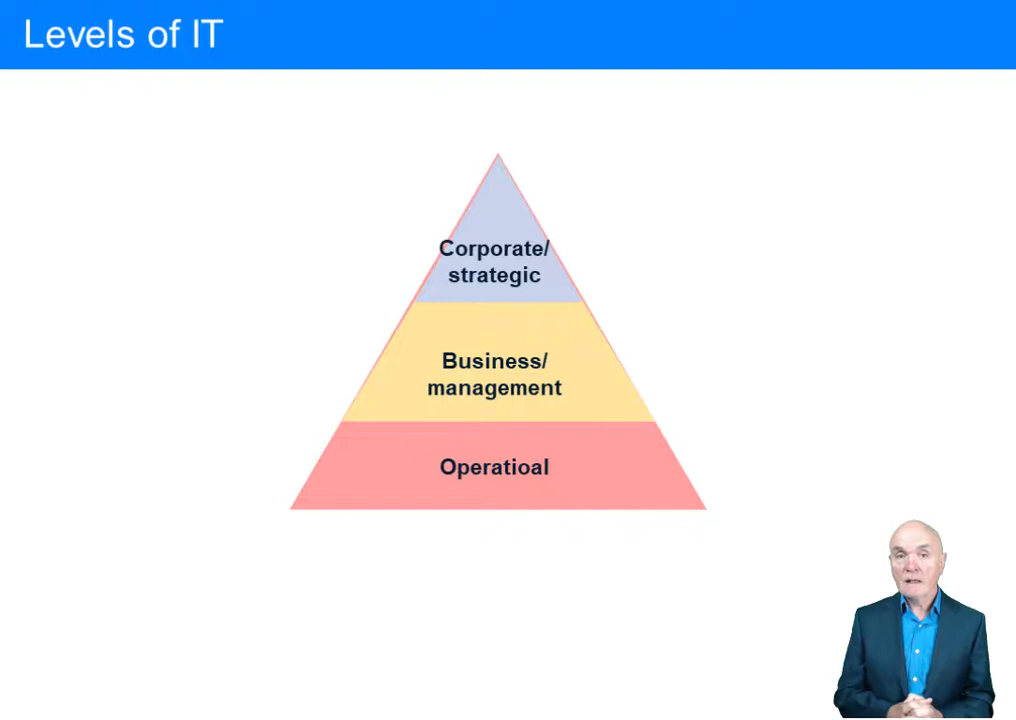 Levels of IT
Corporate/
strategic
Business/
management
Operatioal